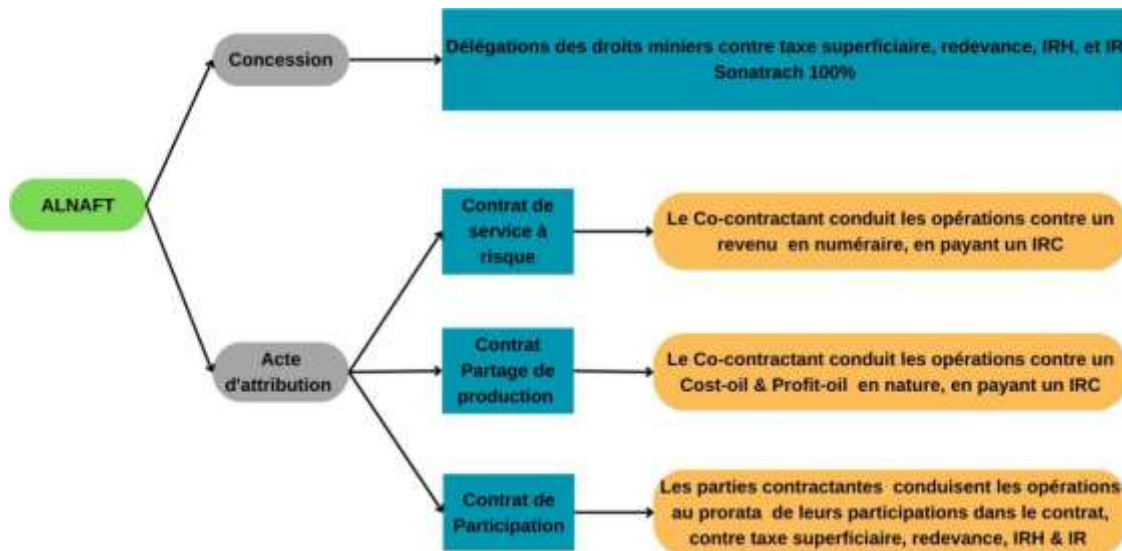 Concession
Délégations des droits miniers contre taxe superficiaire, redevance, IRH, et IR
Sonatrach 100%
ALNAFT
Contrat de
service à
risque
Le Co-contractant conduit les opérations contre un
revenu en numéraire, en payant un IRC
Acte
d'attribution
Contrat
Partage de
production
Le Co-contractant conduit les opérations contre un
Cost-oil & Profit-oil en nature, en payant un IRC
Contrat de
Participation
Les parties contractantes conduisent les opérations
au prorata de leurs participations dans le contrat,
contre taxe superficiaire, redevance, IRH & IR